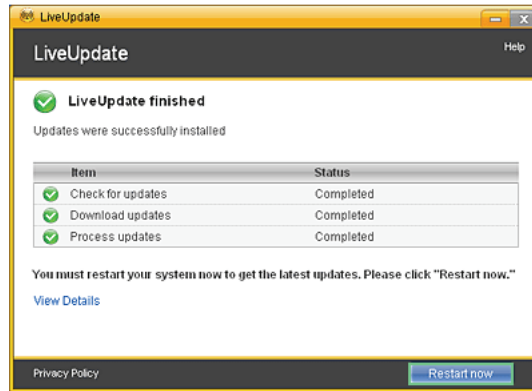 LiveUpdate
LiveUpdate
Help
LiveUpdate finished
Updates were successfully installed
Item Status
Check for updates Completed
Download updates Completed
Process updates Completed
You must restart your system now to get the latest updates. Please click "Restart now."
View Details
Privacy Policy Restart now